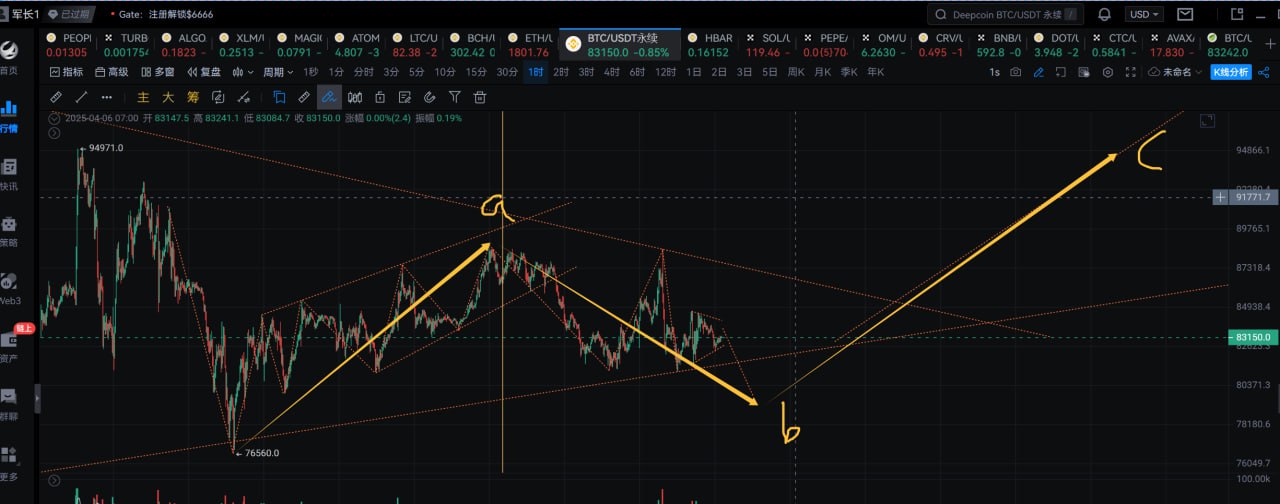 军长1 已过期 Gate: 注册解锁$6666 Deepcoin BTC/USDT 永续 / USD
PEOPI TURB ALGO. XLM/U MAGI ATOM LTC/U BCH/U ETH/U BTC/USDT永续 HBAR SOL/U PEPE/ OM/U CRV/U BNB/U DOT/U CTC/L AVAX/ BTC/U
0.01305 0.001754 0.1823 -3 0.2513 -3 0.0791 -3 4.807 -3 82.38 -2 302.42 0 1801.76 83150.0 -0.85% 0.16152 119.46 -4 0.0(5)70 6.2630 -3 0.495 -1 592.8 -0 3.948 -2 0.5841 -3 17.830 -3 83242.0
指标 高级 多窗 复盘 周期 1秒 1分 分时 3分 5分 10分 15分 30分 1时 2时 3时 4时 6时 12时 1日 2日 3日 5日 周K 月K 季K 年K 1s 未命名 K线分析
主 大 筹
2025-04-06 07:00 开 83147.5 高 83241.1 低 83084.7 收 83150.0 涨幅 0.00%(2.4) 振幅 0.19%
首页
行情
快讯
策略
Web3
链上
资产
群聊
更多
94971.0
76560.0
a
b
c
94866.1
91771.7
89765.1
87318.4
84938.4
83150.0
80371.3
78180.6
76049.7
100.00k